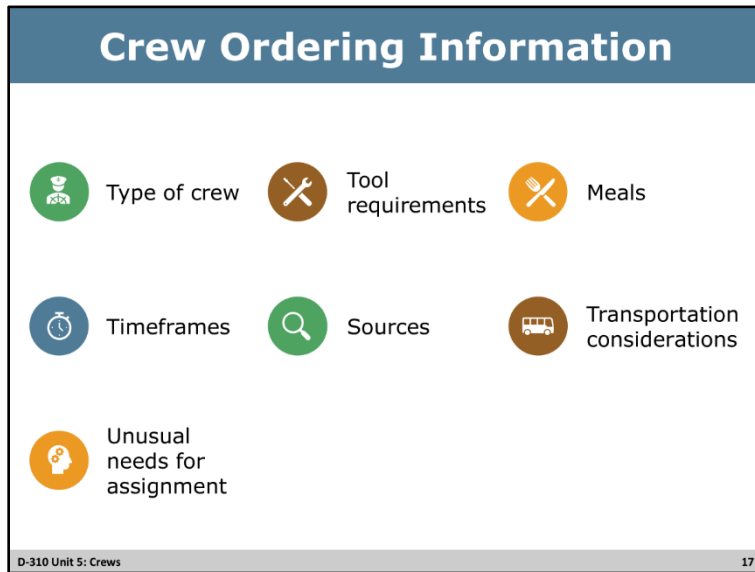 Crew Ordering Information
Type of crew
Tool
requirements
Meals
Timeframes
Sources
Transportation
considerations
Unusual
needs for
assignment
D-310 Unit 5: Crews
17